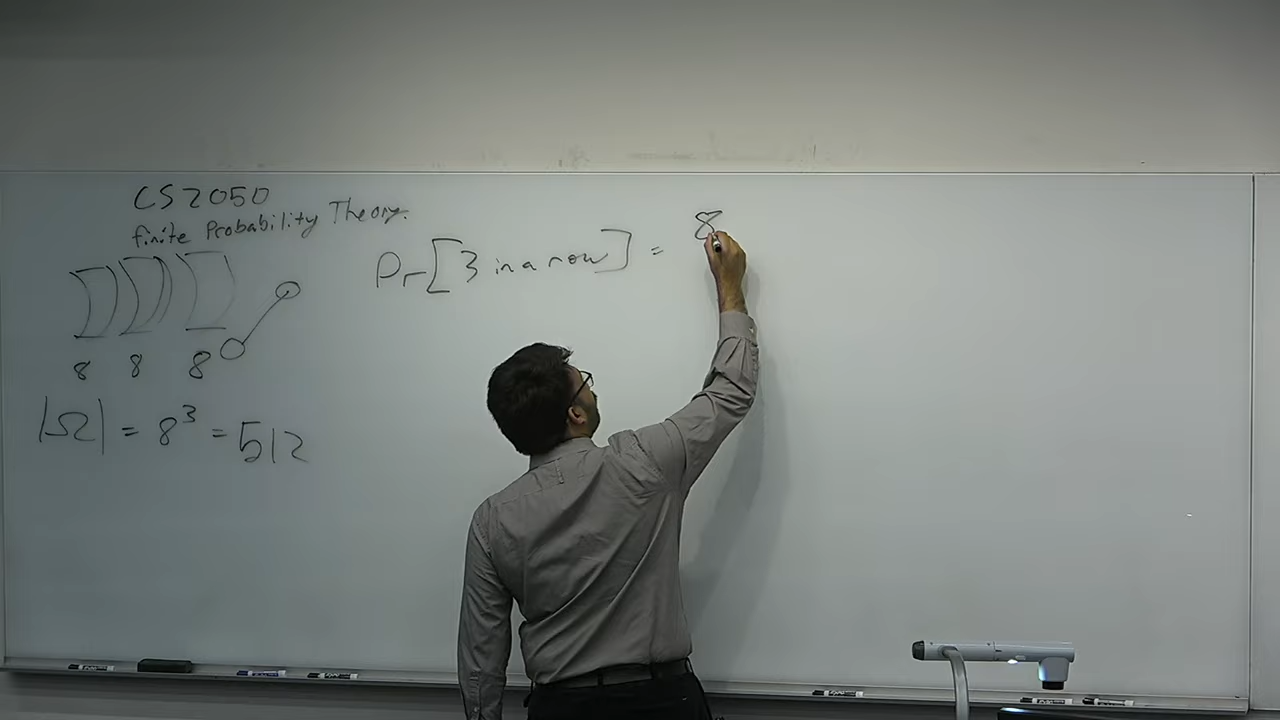 CS2050
finite Probability Theory.
Pr[3 in a row] = 8
8 8 8
|Ω| = 8³ = 512